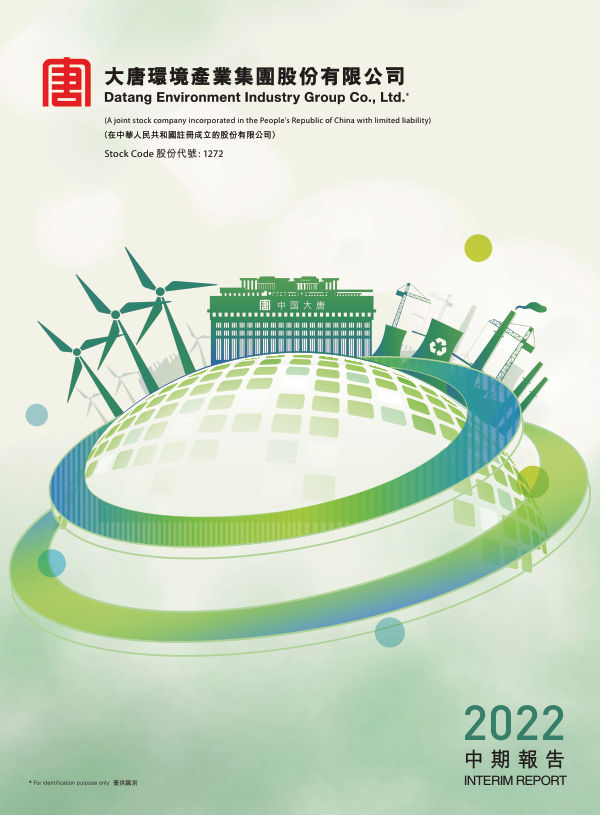 唐
大唐環境產業集團股份有限公司
Datang Environment Industry Group Co., Ltd.*
(A joint stock company incorporated in the People's Republic of China with limited liability)
(在中華人民共和國註冊成立的股份有限公司)
Stock Code 股份代號: 1272
唐 中国大唐
2022
中期報告
INTERIM REPORT
* For identification purpose only 僅供識別